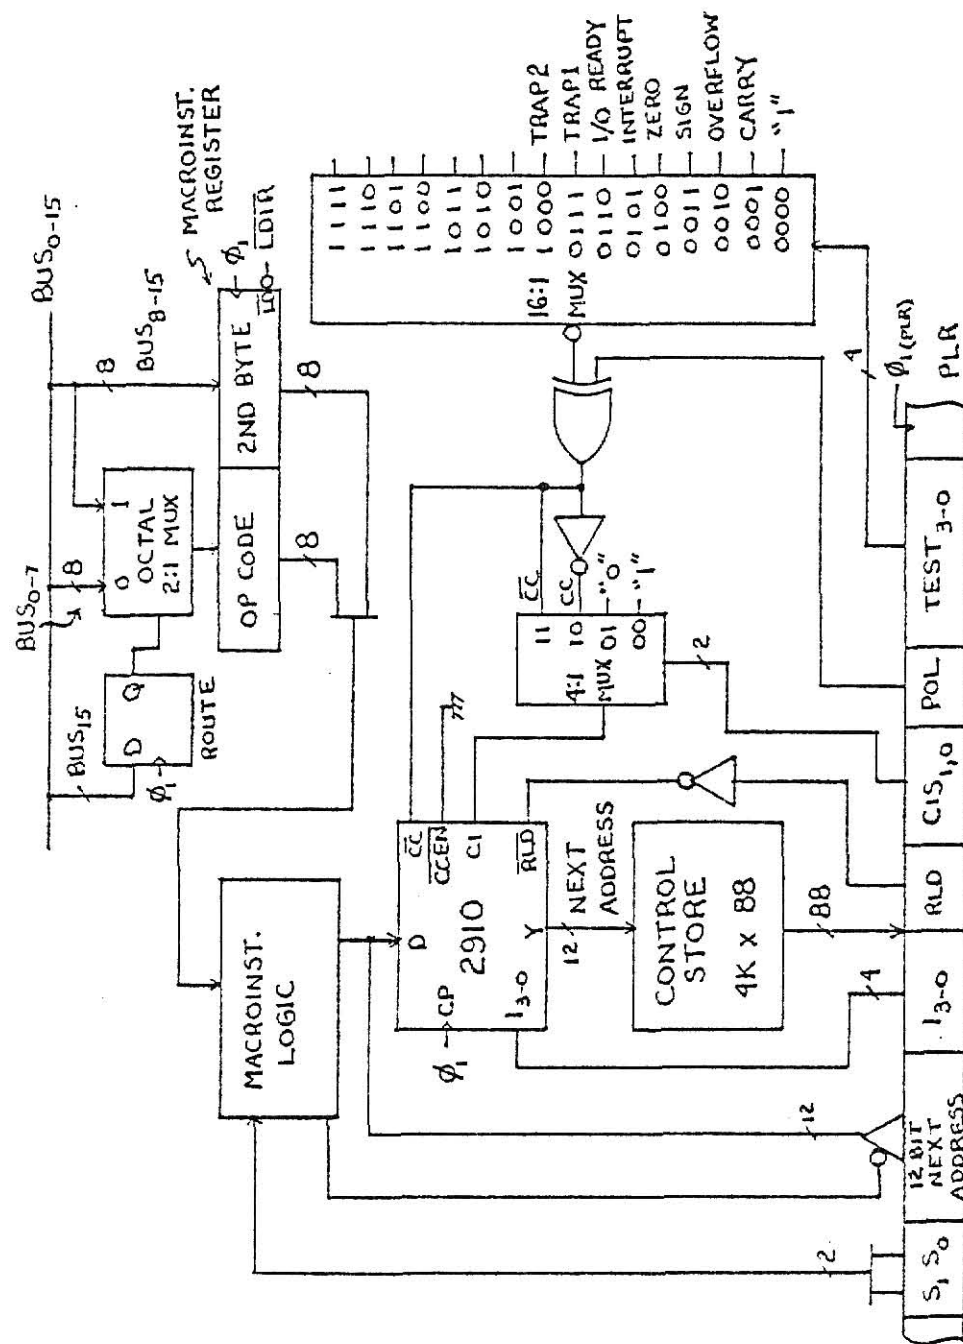 BUS0-15
BUS0-7
8
8
BUS8-15
MACROINST.
REGISTER
BUS15
D Q
ϕ1
ROUTE
0 1
OCTAL
2:1 MUX
OP CODE
2ND BYTE
ϕ1
LDIR
8
8
MACROINST.
LOGIC
D
2910
CP
ϕ1
I3-0
Y
CC
CCEN
CI
RLD
12
NEXT
ADDRESS
CONTROL
STORE
4K x 88
88
4
4:1
MUX
11
10
01
00
CC
CC
"0"
"1"
2
16:1
MUX
1111
1110
1101
1100
1011
1010
1001
1000 TRAP2
0111 TRAP1
0110 I/O READY
0101 INTERRUPT
0100 ZERO
0011 SIGN
0010 OVERFLOW
0001 CARRY
0000 "1"
4
ϕ1(PLR)
PLR
2
12
S1 S0
12 BIT
NEXT
ADDRESS
I3-0
RLD
CIS1,0
POL
TEST3-0